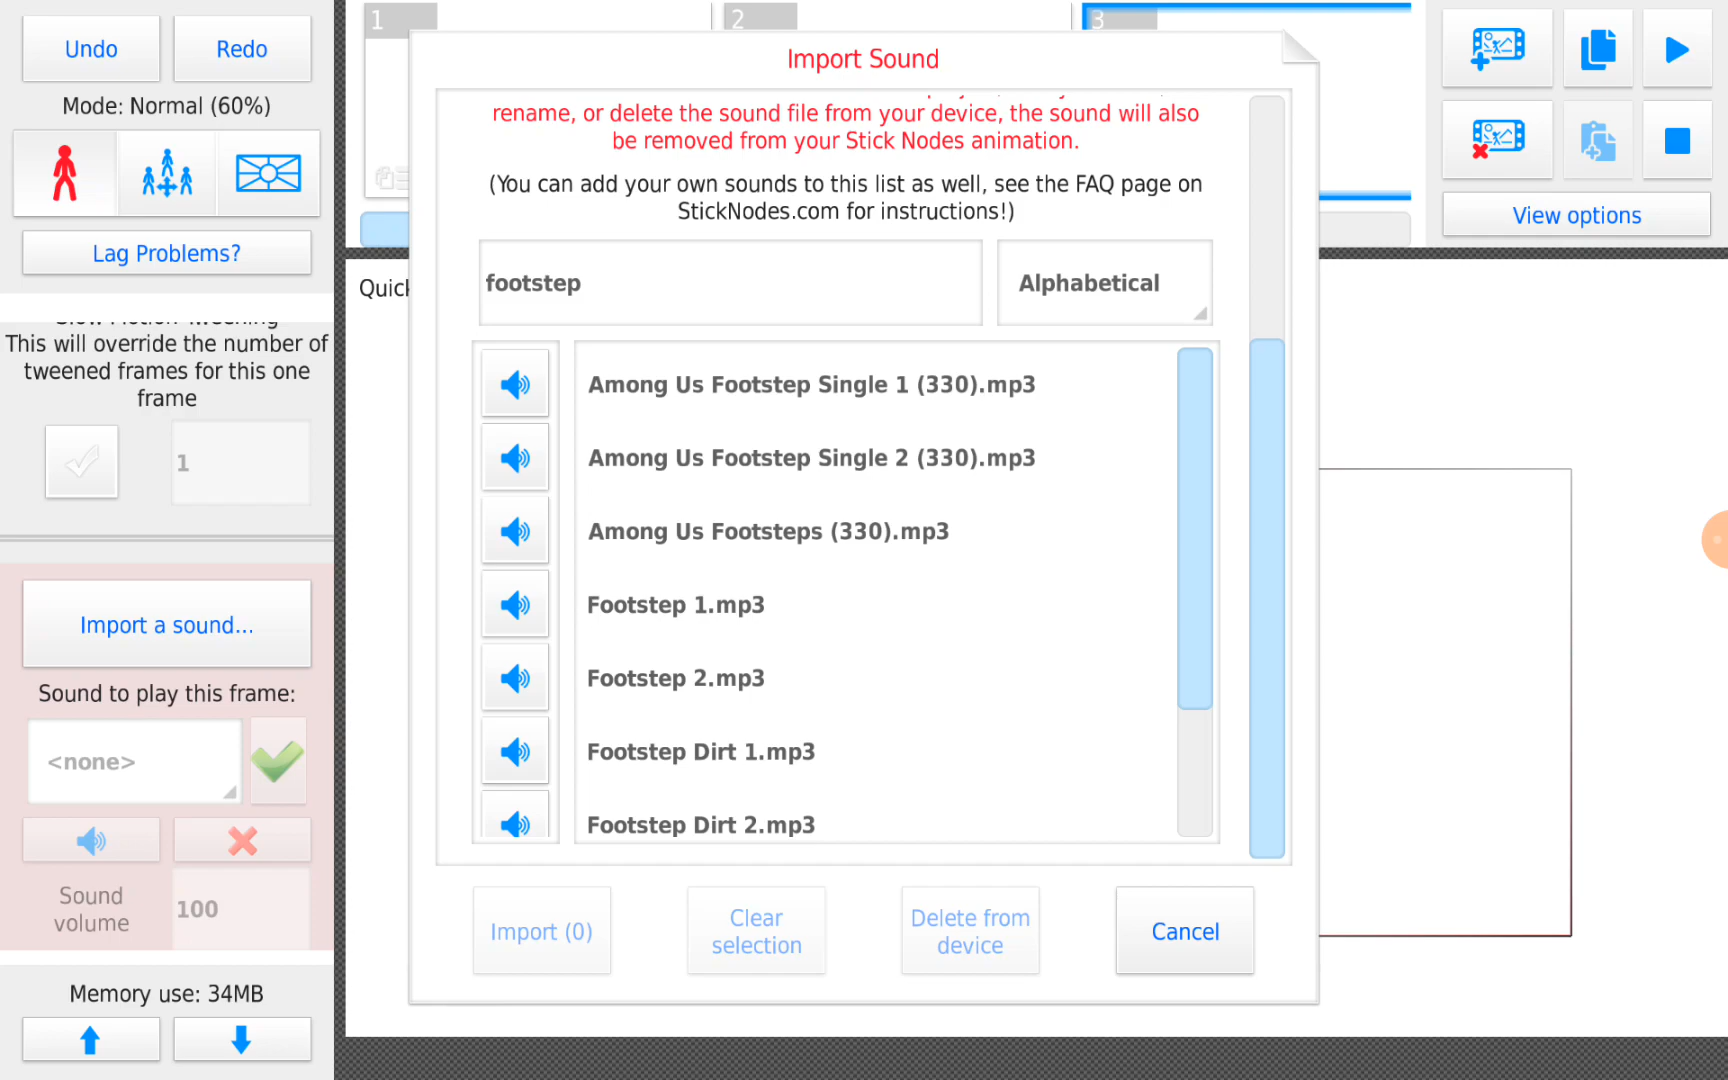 Undo
Redo
Mode: Normal (60%)
Lag Problems?
This will override the number of
tweened frames for this one
frame
1
Import a sound...
Sound to play this frame:
<none>
Sound
volume
100
Memory use: 34MB
1
2
3
View options
Import Sound
rename, or delete the sound file from your device, the sound will also
be removed from your Stick Nodes animation.
(You can add your own sounds to this list as well, see the FAQ page on
StickNodes.com for instructions!)
footstep
Alphabetical
Among Us Footstep Single 1 (330).mp3
Among Us Footstep Single 2 (330).mp3
Among Us Footsteps (330).mp3
Footstep 1.mp3
Footstep 2.mp3
Footstep Dirt 1.mp3
Footstep Dirt 2.mp3
Import (0)
Clear
selection
Delete from
device
Cancel